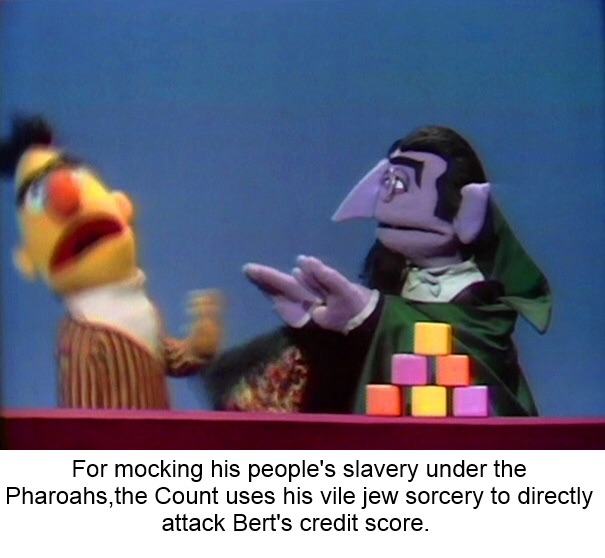 For mocking his people's slavery under the
Pharoahs,the Count uses his vile jew sorcery to directly
attack Bert's credit score.